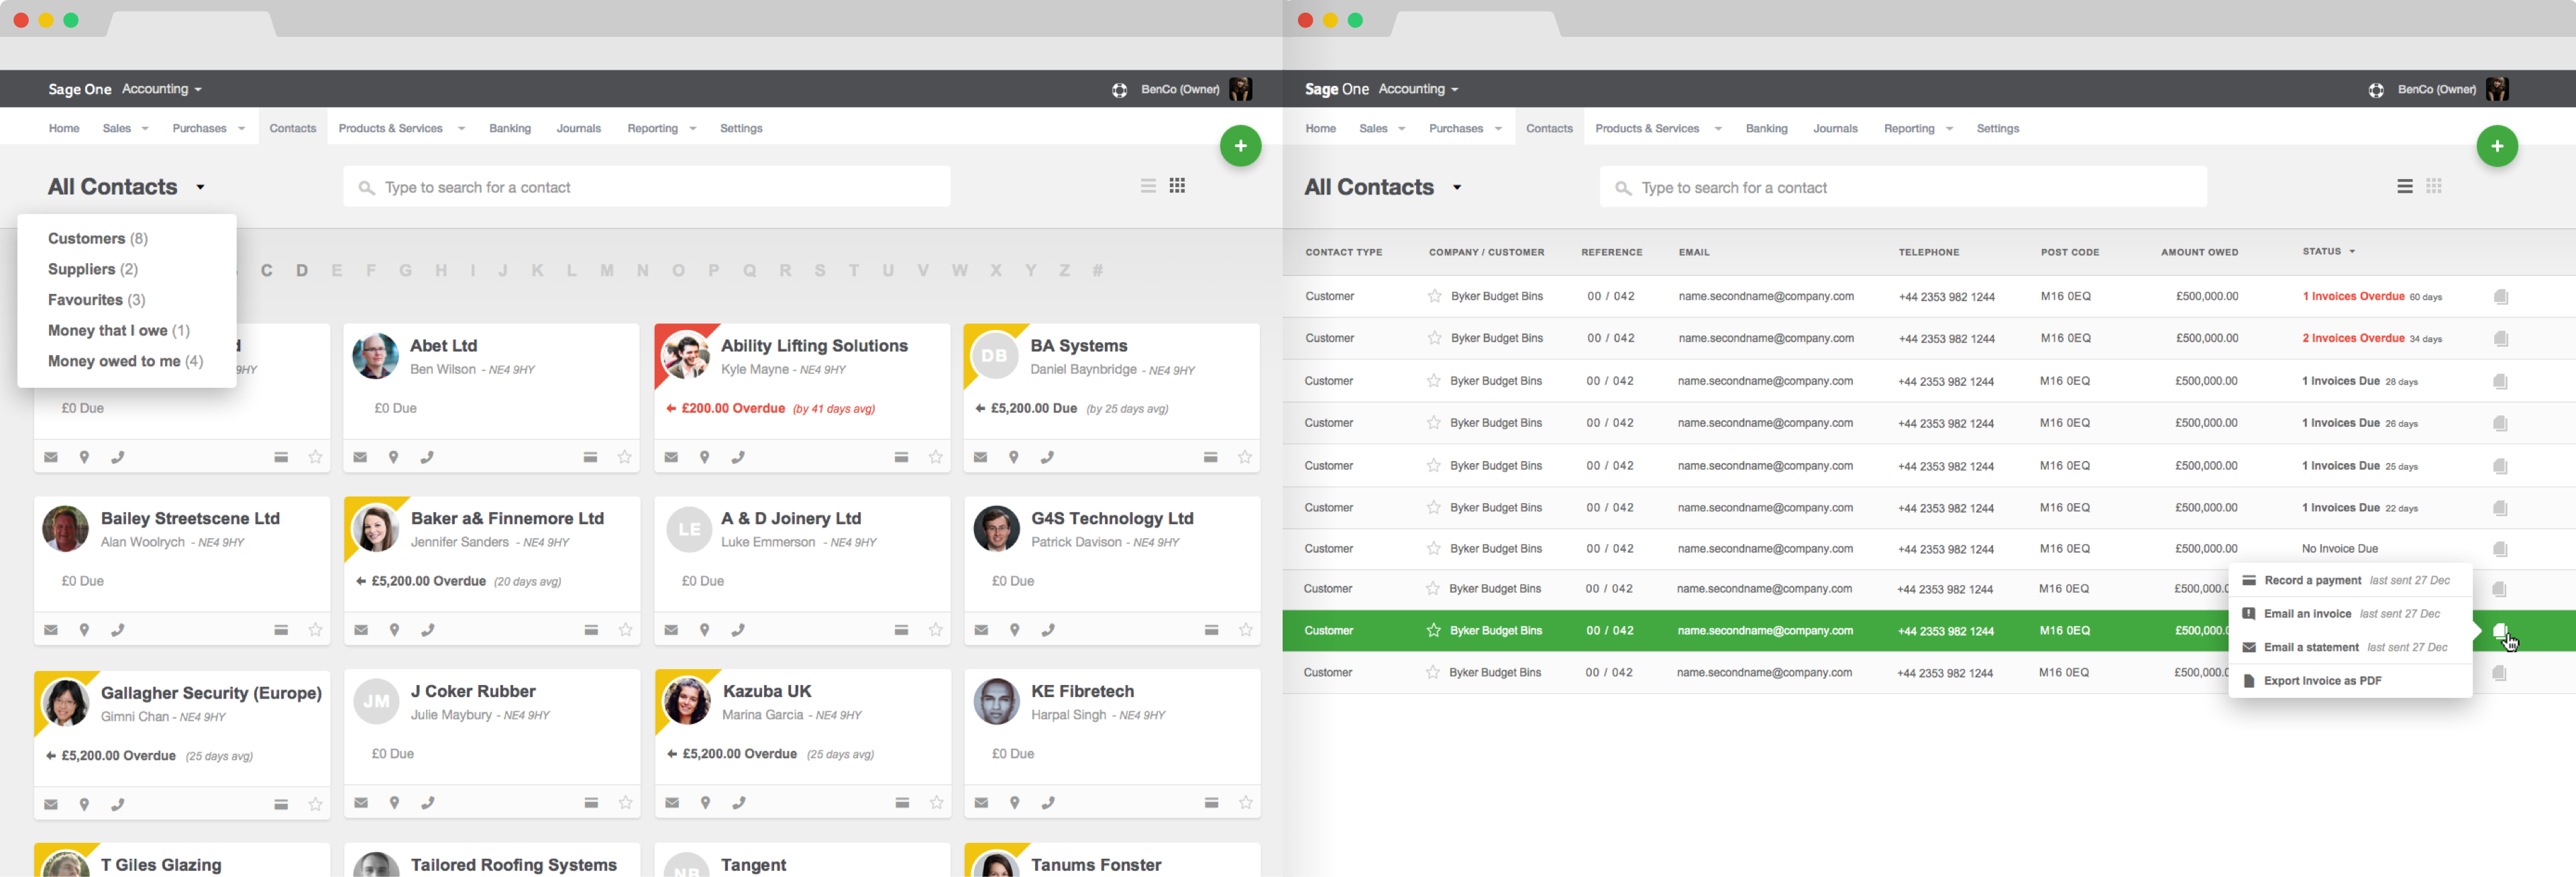 Sage One Accounting
BenCo (Owner)
Home Sales Purchases Contacts Products & Services Banking Journals Reporting Settings
+
All Contacts
Type to search for a contact
Customers (8)
Suppliers (2)
Favourites (3)
Money that I owe (1)
Money owed to me (4)
C D E F G H I J K L M N O P Q R S T U V W X Y Z #
d
9HY
£0 Due
Abet Ltd
Ben Wilson - NE4 9HY
£0 Due
Ability Lifting Solutions
Kyle Mayne - NE4 9HY
£200.00 Overdue (by 41 days avg)
DB
BA Systems
Daniel Baynbridge - NE4 9HY
£5,200.00 Due (by 25 days avg)
Bailey Streetscene Ltd
Alan Woolrych - NE4 9HY
£0 Due
Baker a& Finnemore Ltd
Jennifer Sanders - NE4 9HY
£5,200.00 Overdue (20 days avg)
LE
A & D Joinery Ltd
Luke Emmerson - NE4 9HY
£0 Due
G4S Technology Ltd
Patrick Davison - NE4 9HY
£0 Due
Gallagher Security (Europe)
Gimni Chan - NE4 9HY
£5,200.00 Overdue (25 days avg)
JM
J Coker Rubber
Julie Maybury - NE4 9HY
£0 Due
Kazuba UK
Marina Garcia - NE4 9HY
£5,200.00 Overdue (25 days avg)
KE Fibretech
Harpal Singh - NE4 9HY
£0 Due
T Giles Glazing
Tailored Roofing Systems
NB
Tangent
Tanums Fonster
Sage One Accounting
BenCo (Owner)
Home Sales Purchases Contacts Products & Services Banking Journals Reporting Settings
+
All Contacts
Type to search for a contact
CONTACT TYPE COMPANY / CUSTOMER REFERENCE EMAIL TELEPHONE POST CODE AMOUNT OWED STATUS
Customer Byker Budget Bins 00 / 042 name.secondname@company.com +44 2353 982 1244 M16 0EQ £500,000.00 1 Invoices Overdue 60 days
Customer Byker Budget Bins 00 / 042 name.secondname@company.com +44 2353 982 1244 M16 0EQ £500,000.00 2 Invoices Overdue 34 days
Customer Byker Budget Bins 00 / 042 name.secondname@company.com +44 2353 982 1244 M16 0EQ £500,000.00 1 Invoices Due 28 days
Customer Byker Budget Bins 00 / 042 name.secondname@company.com +44 2353 982 1244 M16 0EQ £500,000.00 1 Invoices Due 26 days
Customer Byker Budget Bins 00 / 042 name.secondname@company.com +44 2353 982 1244 M16 0EQ £500,000.00 1 Invoices Due 25 days
Customer Byker Budget Bins 00 / 042 name.secondname@company.com +44 2353 982 1244 M16 0EQ £500,000.00 1 Invoices Due 22 days
Customer Byker Budget Bins 00 / 042 name.secondname@company.com +44 2353 982 1244 M16 0EQ £500,000.00 No Invoice Due
Customer Byker Budget Bins 00 / 042 name.secondname@company.com +44 2353 982 1244 M16 0EQ £500,000.0
Customer Byker Budget Bins 00 / 042 name.secondname@company.com +44 2353 982 1244 M16 0EQ £500,000.0
Customer Byker Budget Bins 00 / 042 name.secondname@company.com +44 2353 982 1244 M16 0EQ £500,000.0
Record a payment last sent 27 Dec
Email an invoice last sent 27 Dec
Email a statement last sent 27 Dec
Export Invoice as PDF